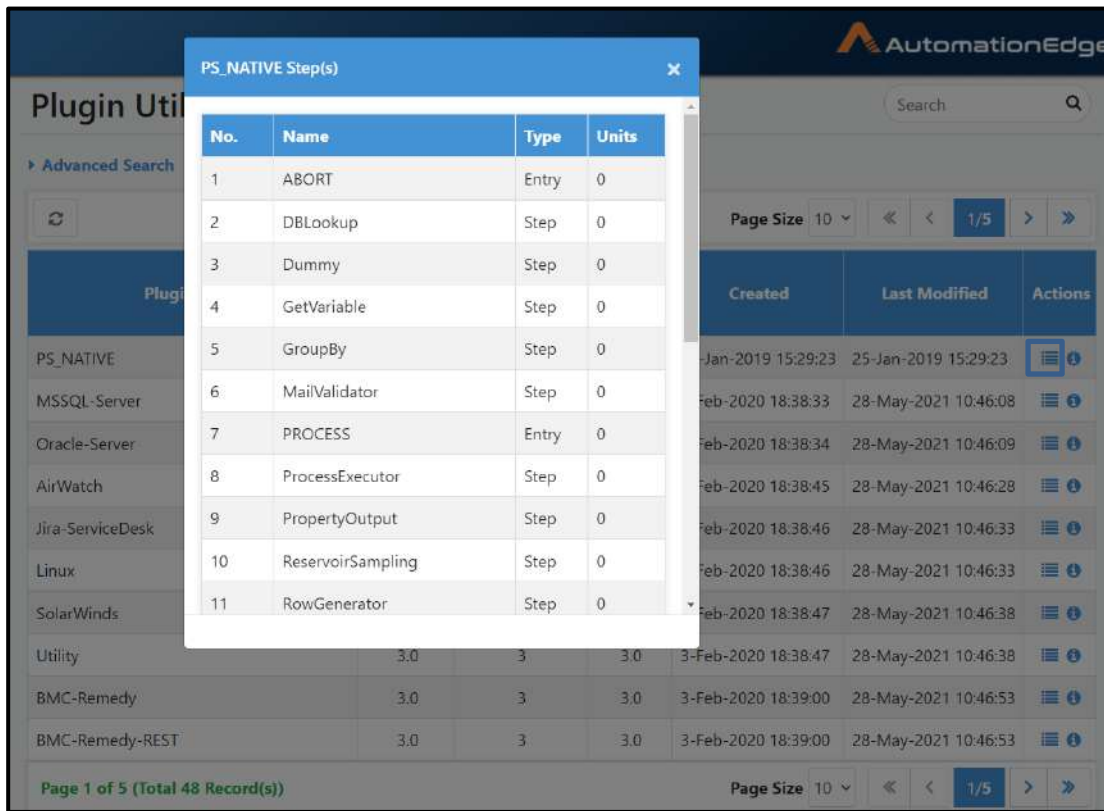 AutomationEdge
PS_NATIVE Step(s) ×
Plugin Util
Search
Advanced Search
No. Name Type Units
1 ABORT Entry 0
2 DBLookup Step 0
3 Dummy Step 0
4 GetVariable Step 0
5 GroupBy Step 0
6 MailValidator Step 0
7 PROCESS Entry 0
8 ProcessExecutor Step 0
9 PropertyOutput Step 0
10 ReservoirSampling Step 0
11 RowGenerator Step 0
Page Size 10 « < 1/5 > »
Plugi Created Last Modified Actions
PS_NATIVE -Jan-2019 15:29:23 25-Jan-2019 15:29:23
MSSQL-Server Feb-2020 18:38:33 28-May-2021 10:46:08
Oracle-Server Feb-2020 18:38:34 28-May-2021 10:46:09
AirWatch Feb-2020 18:38:45 28-May-2021 10:46:28
Jira-ServiceDesk Feb-2020 18:38:46 28-May-2021 10:46:33
Linux Feb-2020 18:38:46 28-May-2021 10:46:33
SolarWinds Feb-2020 18:38:47 28-May-2021 10:46:38
Utility 3.0 3 3.0 3-Feb-2020 18:38:47 28-May-2021 10:46:38
BMC-Remedy 3.0 3 3.0 3-Feb-2020 18:39:00 28-May-2021 10:46:53
BMC-Remedy-REST 3.0 3 3.0 3-Feb-2020 18:39:00 28-May-2021 10:46:53
Page 1 of 5 (Total 48 Record(s)) Page Size 10 « < 1/5 > »